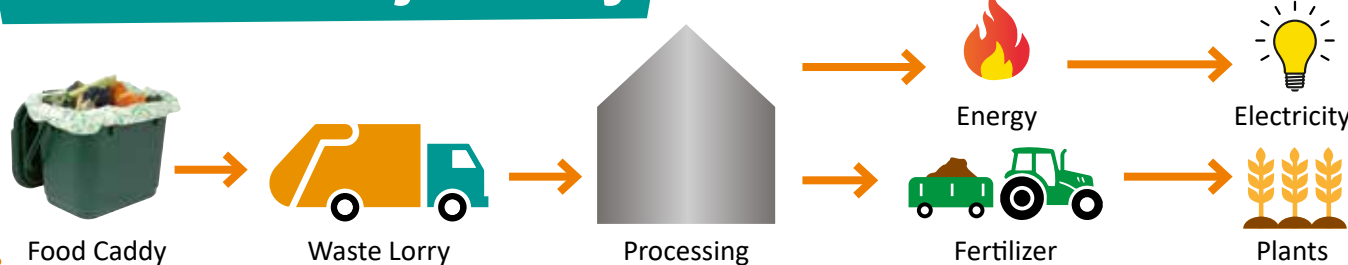 Energy
Electricity
Food Caddy
Waste Lorry
Processing
Fertilizer
Plants